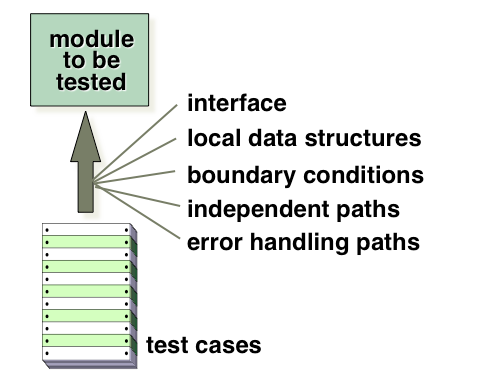 module
to be
tested
interface
local data structures
boundary conditions
independent paths
error handling paths
test cases